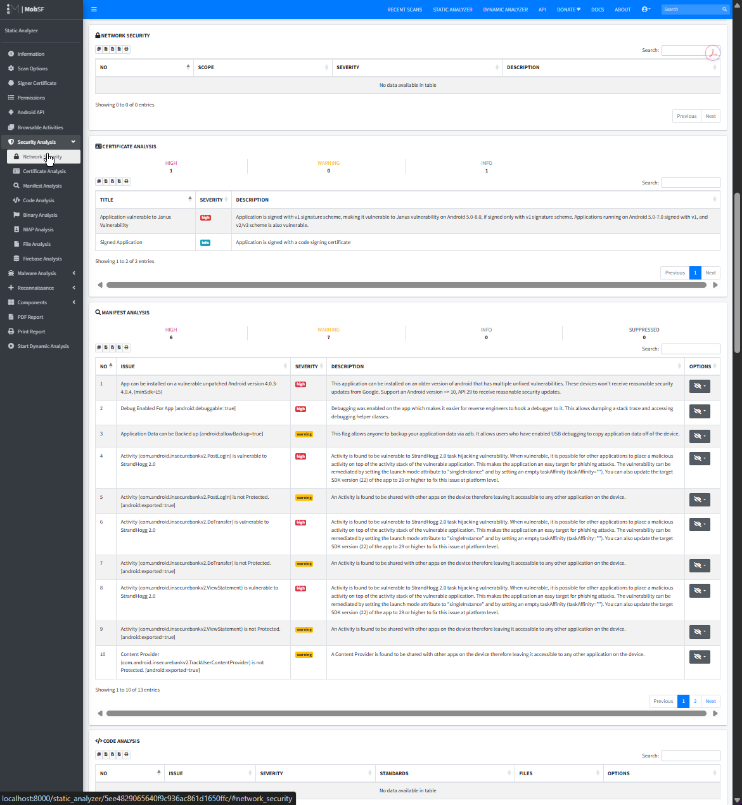 MobSF
RECENT SCANS STATIC ANALYZER DYNAMIC ANALYZER API DONATE ♥ DOCS ABOUT Search
Static Analyzer
Information
Scan Options
Signer Certificate
Permissions
Android API
Browsable Activities
Security Analysis
Network Security
Certificate Analysis
Manifest Analysis
Code Analysis
Binary Analysis
NIAP Analysis
File Analysis
Firebase Analysis
Malware Analysis
Reconnaissance
Components
PDF Report
Print Report
Start Dynamic Analysis
NETWORK SECURITY
Search:
NO SCOPE SEVERITY DESCRIPTION
No data available in table
Showing 0 to 0 of 0 entries
Previous Next
CERTIFICATE ANALYSIS
HIGH WARNING INFO
1 0 1
Search:
TITLE SEVERITY DESCRIPTION
Application vulnerable to Janus high Application is signed with v1 signature scheme, making it vulnerable to Janus vulnerability on Android 5.0-8.0, if signed only with v1 signature scheme. Applications running on Android 5.0-7.0 signed with v1, and
Vulnerability v2/v3 scheme is also vulnerable.
Signed Application info Application is signed with a code signing certificate
Showing 1 to 2 of 2 entries
Previous 1 Next
MANIFEST ANALYSIS
HIGH WARNING INFO SUPPRESSED
6 7 0 0
Search:
NO ISSUE SEVERITY DESCRIPTION OPTIONS
1 App can be installed on a vulnerable unpatched Android version 4.0.3- high This application can be installed on an older version of android that has multiple unfixed vulnerabilities. These devices won't receive reasonable security
4.0.4, [minSdk=15] updates from Google. Support an Android version => 10, API 29 to receive reasonable security updates.
2 Debug Enabled For App [android:debuggable=true] high Debugging was enabled on the app which makes it easier for reverse engineers to hook a debugger to it. This allows dumping a stack trace and accessing
debugging helper classes.
3 Application Data can be Backed up [android:allowBackup=true] warning This flag allows anyone to backup your application data via adb. It allows users who have enabled USB debugging to copy application data off of the device.
4 Activity (com.android.insecurebankv2.PostLogin) is vulnerable to high Activity is found to be vulnerable to StrandHogg 2.0 task hijacking vulnerability. When vulnerable, it is possible for other applications to place a malicious
StrandHogg 2.0 activity on top of the activity stack of the vulnerable application. This makes the application an easy target for phishing attacks. The vulnerability can be
remediated by setting the launch mode attribute to "singleInstance" and by setting an empty taskAffinity (taskAffinity=""). You can also update the target
SDK version (22) of the app to 29 or higher to fix this issue at platform level.
5 Activity (com.android.insecurebankv2.PostLogin) is not Protected. warning An Activity is found to be shared with other apps on the device therefore leaving it accessible to any other application on the device.
[android:exported=true]
6 Activity (com.android.insecurebankv2.DoTransfer) is vulnerable to high Activity is found to be vulnerable to StrandHogg 2.0 task hijacking vulnerability. When vulnerable, it is possible for other applications to place a malicious
StrandHogg 2.0 activity on top of the activity stack of the vulnerable application. This makes the application an easy target for phishing attacks. The vulnerability can be
remediated by setting the launch mode attribute to "singleInstance" and by setting an empty taskAffinity (taskAffinity=""). You can also update the target
SDK version (22) of the app to 29 or higher to fix this issue at platform level.
7 Activity (com.android.insecurebankv2.DoTransfer) is not Protected. warning An Activity is found to be shared with other apps on the device therefore leaving it accessible to any other application on the device.
[android:exported=true]
8 Activity (com.android.insecurebankv2.ViewStatement) is vulnerable to high Activity is found to be vulnerable to StrandHogg 2.0 task hijacking vulnerability. When vulnerable, it is possible for other applications to place a malicious
StrandHogg 2.0 activity on top of the activity stack of the vulnerable application. This makes the application an easy target for phishing attacks. The vulnerability can be
remediated by setting the launch mode attribute to "singleInstance" and by setting an empty taskAffinity (taskAffinity=""). You can also update the target
SDK version (22) of the app to 29 or higher to fix this issue at platform level.
9 Activity (com.android.insecurebankv2.ViewStatement) is not Protected. warning An Activity is found to be shared with other apps on the device therefore leaving it accessible to any other application on the device.
[android:exported=true]
10 Content Provider warning A Content Provider is found to be shared with other apps on the device therefore leaving it accessible to any other application on the device.
(com.android.insecurebankv2.TrackUserContentProvider) is not
Protected. [android:exported=true]
Showing 1 to 10 of 13 entries
Previous 1 2 Next
CODE ANALYSIS
Search:
NO ISSUE SEVERITY STANDARDS FILES OPTIONS
No data available in table
localhost:8000/static_analyzer/5ee4829065640f9c936ac861d1650ffc/#network_security